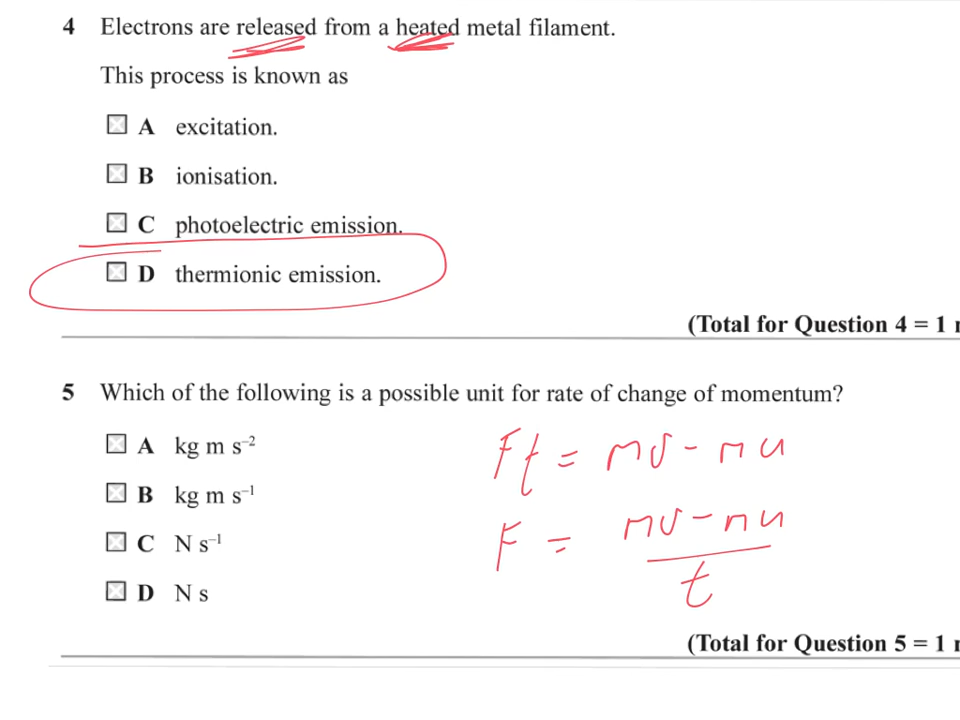 4 Electrons are released from a heated metal filament.
This process is known as
A excitation.
B ionisation.
C photoelectric emission.
D thermionic emission.
(Total for Question 4 = 1
5 Which of the following is a possible unit for rate of change of momentum?
A kg m s⁻²
B kg m s⁻¹
C N s⁻¹
D N s
Ft = mv - mu
F = mv - mu
t
(Total for Question 5 = 1